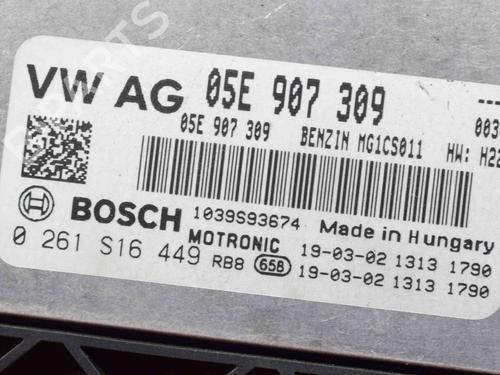 VW AG 05E 907 309 ---
003
05E 907 309 BENZIN MG1CS011 HW: H22
BOSCH 1039S93674 Made in Hungary
0 261 S16 449 MOTRONIC 19-03-02 1313 1790
RB8 65B 19-03-02 1313 1790